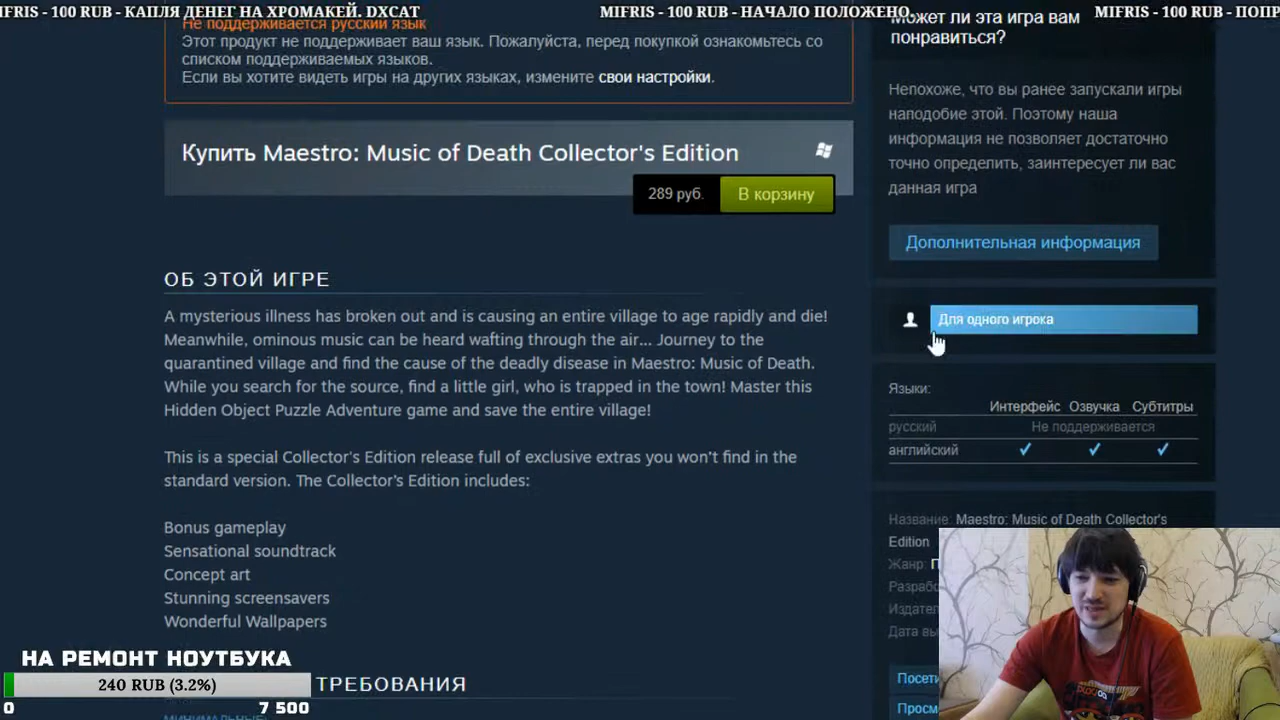 MIFRIS - 100 RUB - КАПЛЯ ДЕНЕГ НА ХРОМАКЕЙ. DXCAT
MIFRIS - 100 RUB - НАЧАЛО ПОЛОЖЕНО.
MIFRIS - 100 RUB -
Не поддерживается русский язык
Этот продукт не поддерживает ваш язык. Пожалуйста, перед покупкой ознакомьтесь со
списком поддерживаемых языков.
Если вы хотите видеть игры на других языках, измените свои настройки.
Купить Maestro: Music of Death Collector's Edition
289 руб.
В корзину
ОБ ЭТОЙ ИГРЕ
A mysterious illness has broken out and is causing an entire village to age rapidly and die!
Meanwhile, ominous music can be heard wafting through the air... Journey to the
quarantined village and find the cause of the deadly disease in Maestro: Music of Death.
While you search for the source, find a little girl, who is trapped in the town! Master this
Hidden Object Puzzle Adventure game and save the entire village!
This is a special Collector's Edition release full of exclusive extras you won't find in the
standard version. The Collector's Edition includes:
Bonus gameplay
Sensational soundtrack
Concept art
Stunning screensavers
Wonderful Wallpapers
ТРЕБОВАНИЯ
НА РЕМОНТ НОУТБУКА
240 RUB (3.2%)
0
7 500
Может ли эта игра вам
понравиться?
Непохоже, что вы ранее запускали игры
наподобие этой. Поэтому наша
информация не позволяет достаточно
точно определить, заинтересует ли вас
данная игра
Дополнительная информация
Для одного игрока
Языки:
Интерфейс Озвучка Субтитры
русский Не поддерживается
английский
Название: Maestro: Music of Death Collector's
Edition
Жанр: